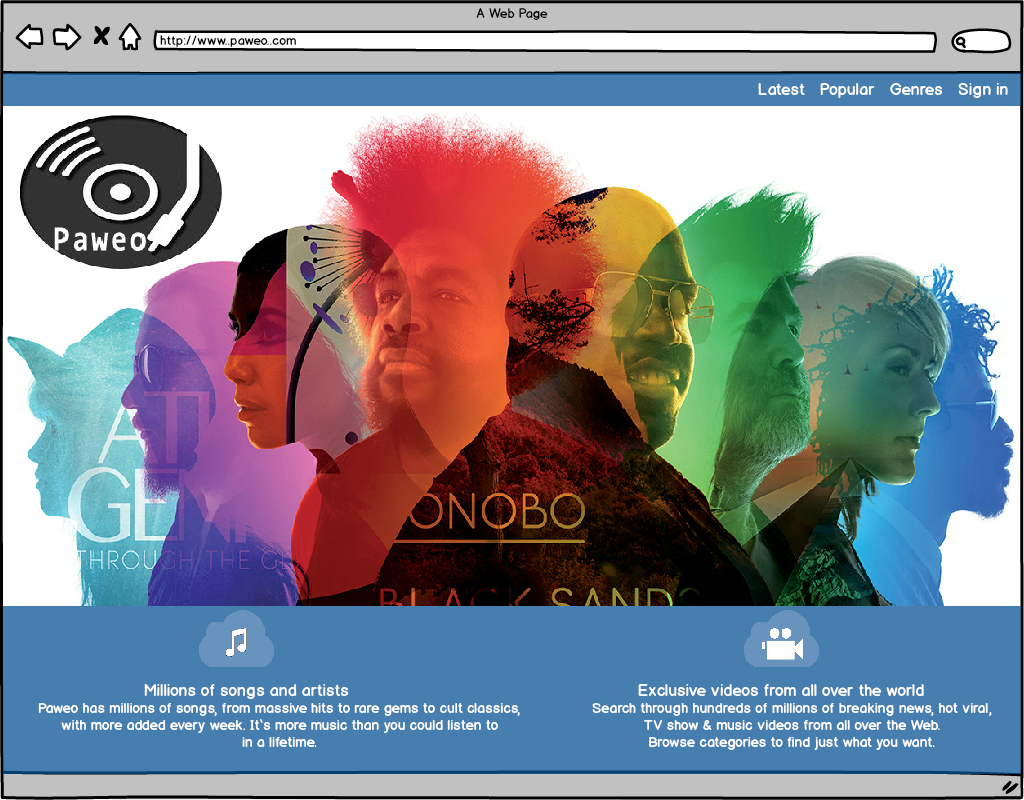 A Web Page
http://www.paweo.com
Latest Popular Genres Sign in
Paweo
ONOBO
BLACK SANDS
THROUGH THE
Millions of songs and artists
Paweo has millions of songs, from massive hits to rare gems to cult classics,
with more added every week. It's more music than you could listen to
in a lifetime.
Exclusive videos from all over the world
Search through hundreds of millions of breaking news, hot viral,
TV show & music videos from all over the Web.
Browse categories to find just what you want.